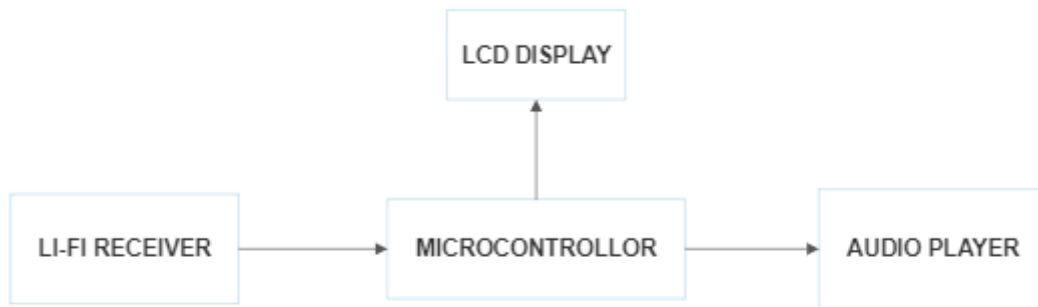 LCD DISPLAY
LI-FI RECEIVER
MICROCONTROLLOR
AUDIO PLAYER